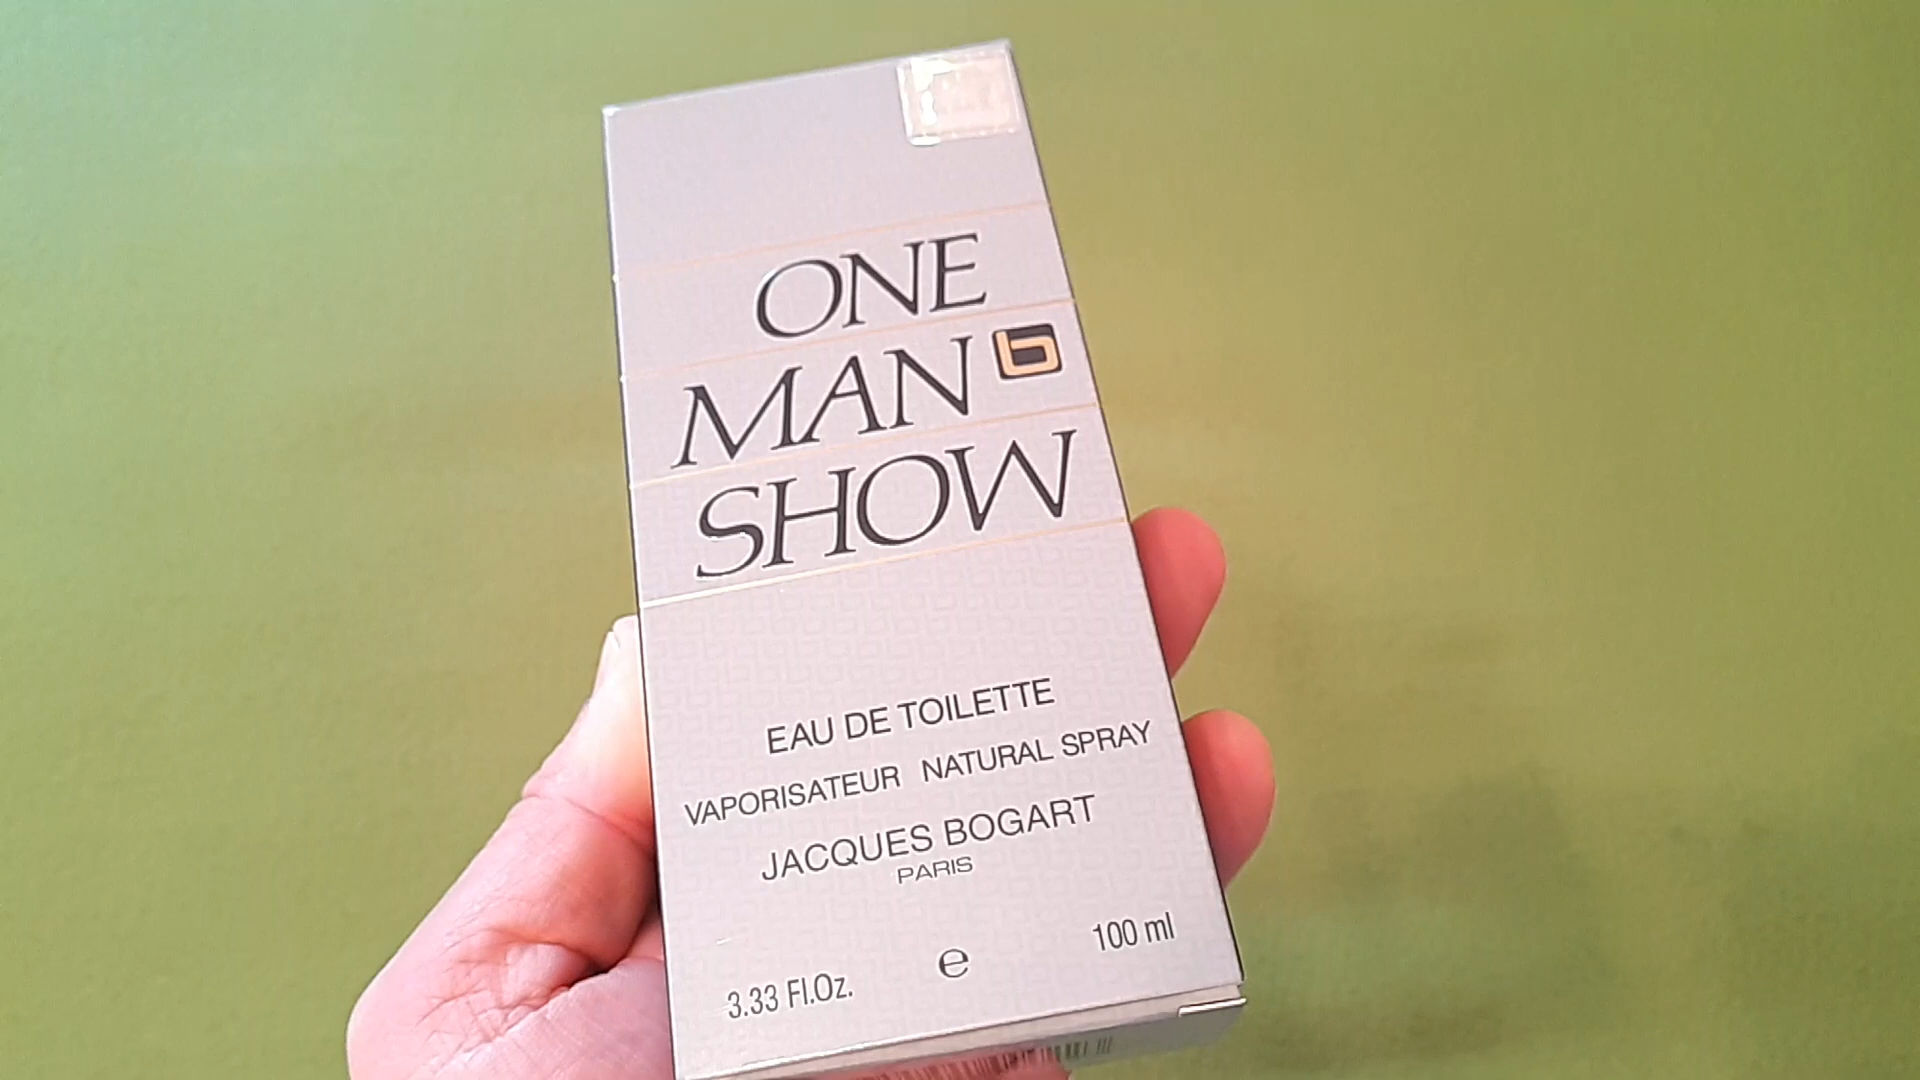 ONE
MAN b
SHOW
EAU DE TOILETTE
VAPORISATEUR NATURAL SPRAY
JACQUES BOGART
PARIS
3.33 Fl.Oz. ℮ 100 ml